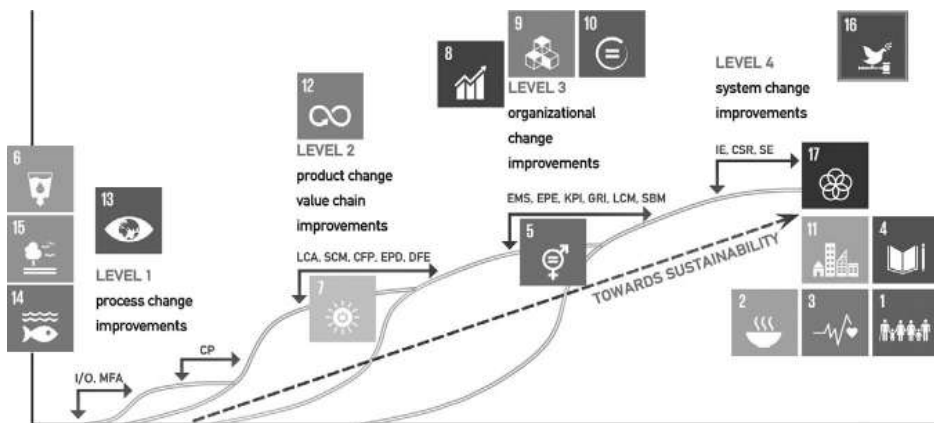 6
15
14
13
LEVEL 1
process change
improvements
I/O, MFA
CP
12
LEVEL 2
product change
value chain
improvements
LCA, SCM, CFP, EPD, DFE
7
8
9
10
LEVEL 3
organizational
change
improvements
EMS, EPE, KPI, GRI, LCM, SBM
5
TOWARDS SUSTAINABILITY
LEVEL 4
system change
improvements
IE, CSR, SE
16
17
11
4
2
3
1